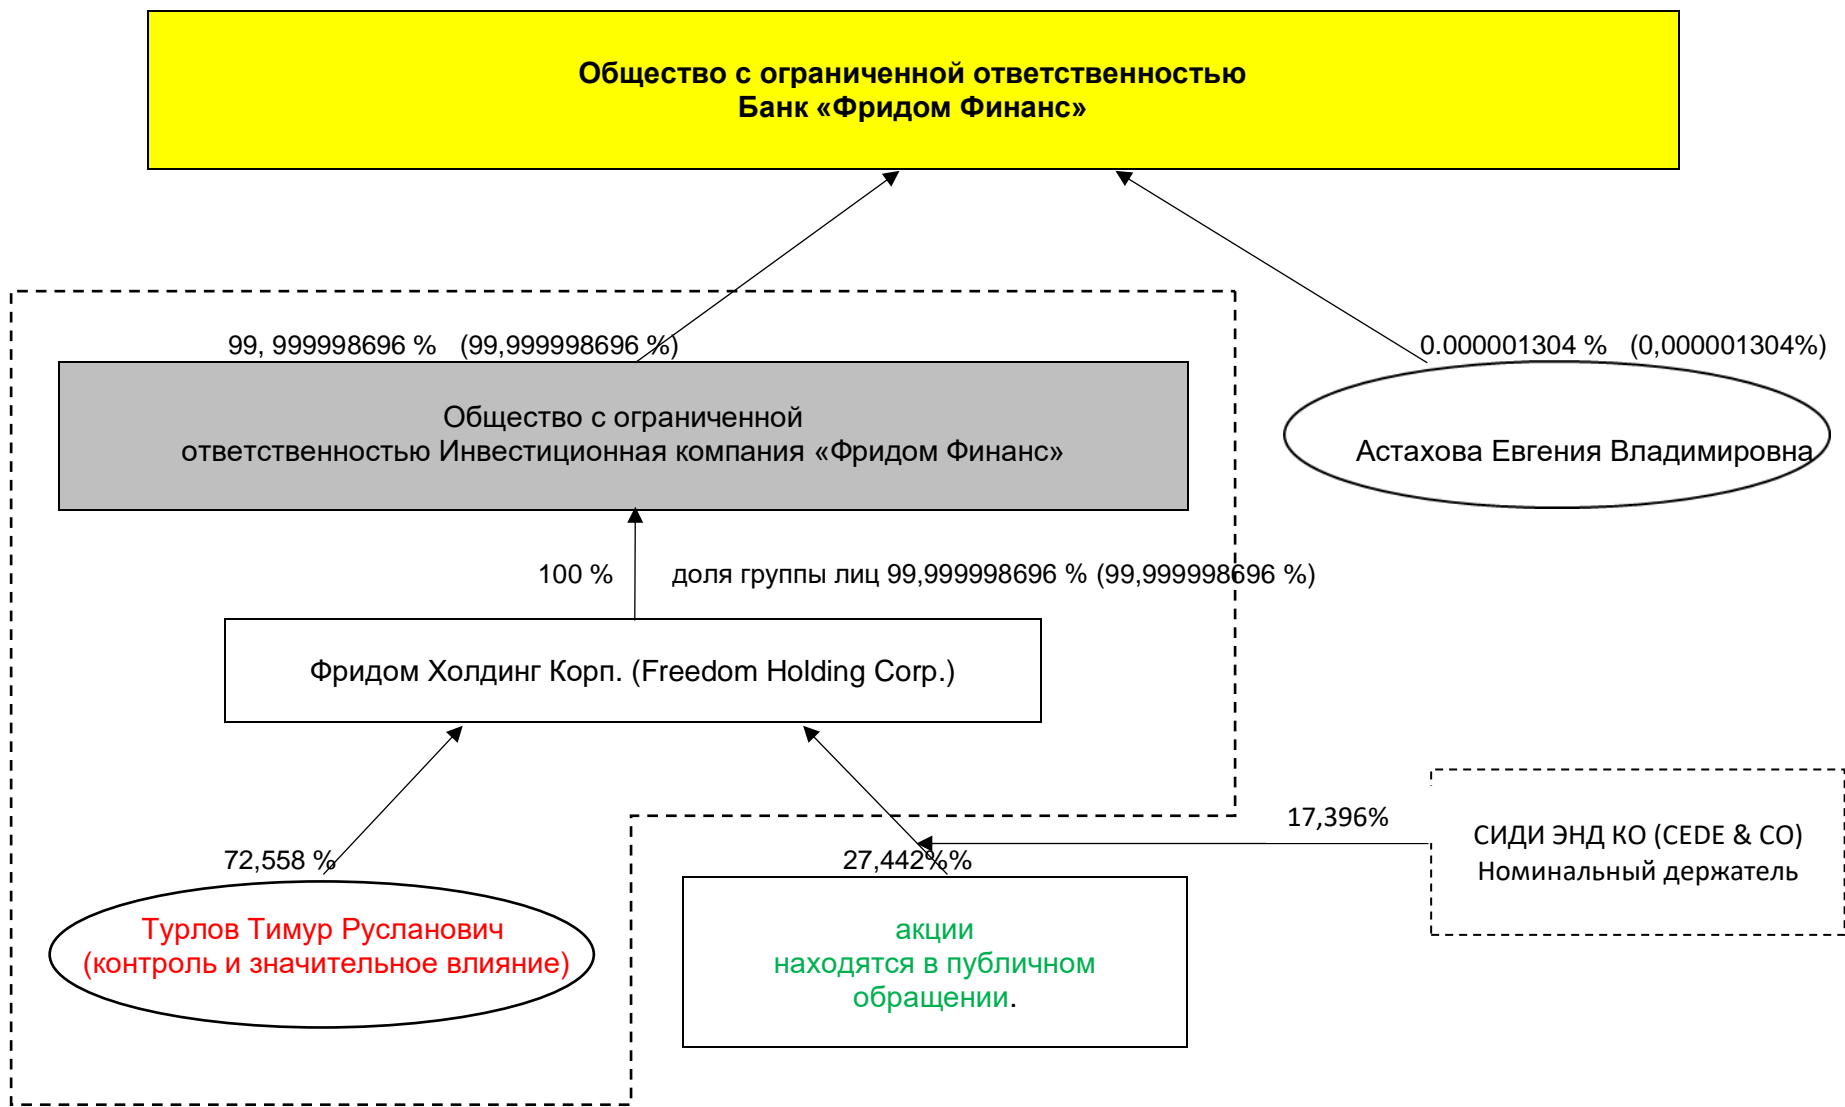 Общество с ограниченной ответственностью
Банк «Фридом Финанс»
99, 999998696 % (99,999998696 %)
0.000001304 % (0,000001304%)
Общество с ограниченной
ответственностью Инвестиционная компания «Фридом Финанс»
Астахова Евгения Владимировна
100 % доля группы лиц 99,999998696 % (99,999998696 %)
Фридом Холдинг Корп. (Freedom Holding Corp.)
17,396%
СИДИ ЭНД КО (CEDE & CO)
Номинальный держатель
72,558 %
27,442%%
Турлов Тимур Русланович
(контроль и значительное влияние)
акции
находятся в публичном
обращении.